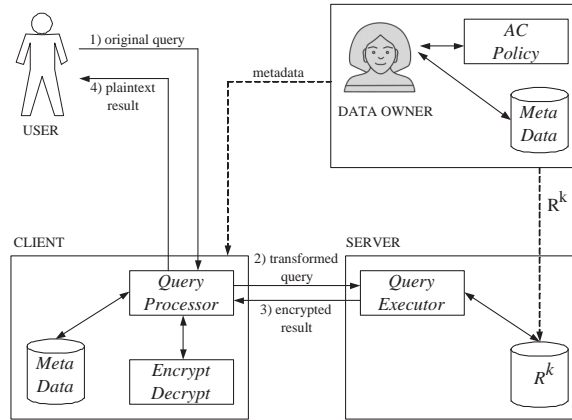 1) original query
4) plaintext
result
USER
metadata
DATA OWNER
AC
Policy
Meta
Data
R^k
CLIENT
SERVER
2) transformed
query
3) encrypted
result
Query
Processor
Query
Executor
Meta
Data
Encrypt
Decrypt
R^k